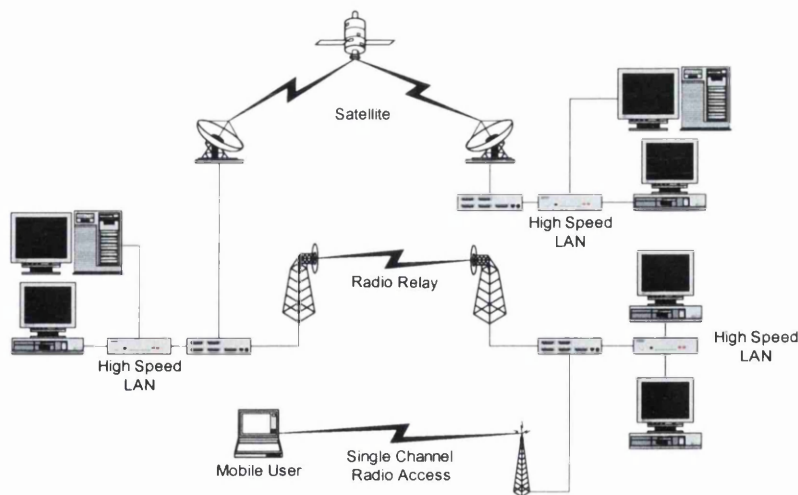 Satellite
High Speed
LAN
Radio Relay
High Speed
LAN
High Speed
LAN
Mobile User
Single Channel
Radio Access